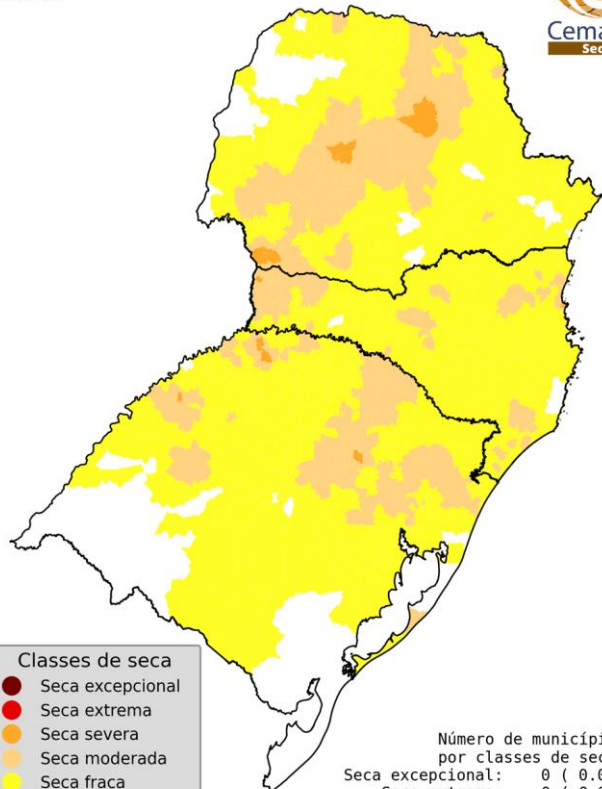 Cema
Sec
Classes de seca
Seca excepcional
Seca extrema
Seca severa
Seca moderada
Seca fraca
Número de municípi
por classes de sec
Seca excepcional: 0 ( 0.0